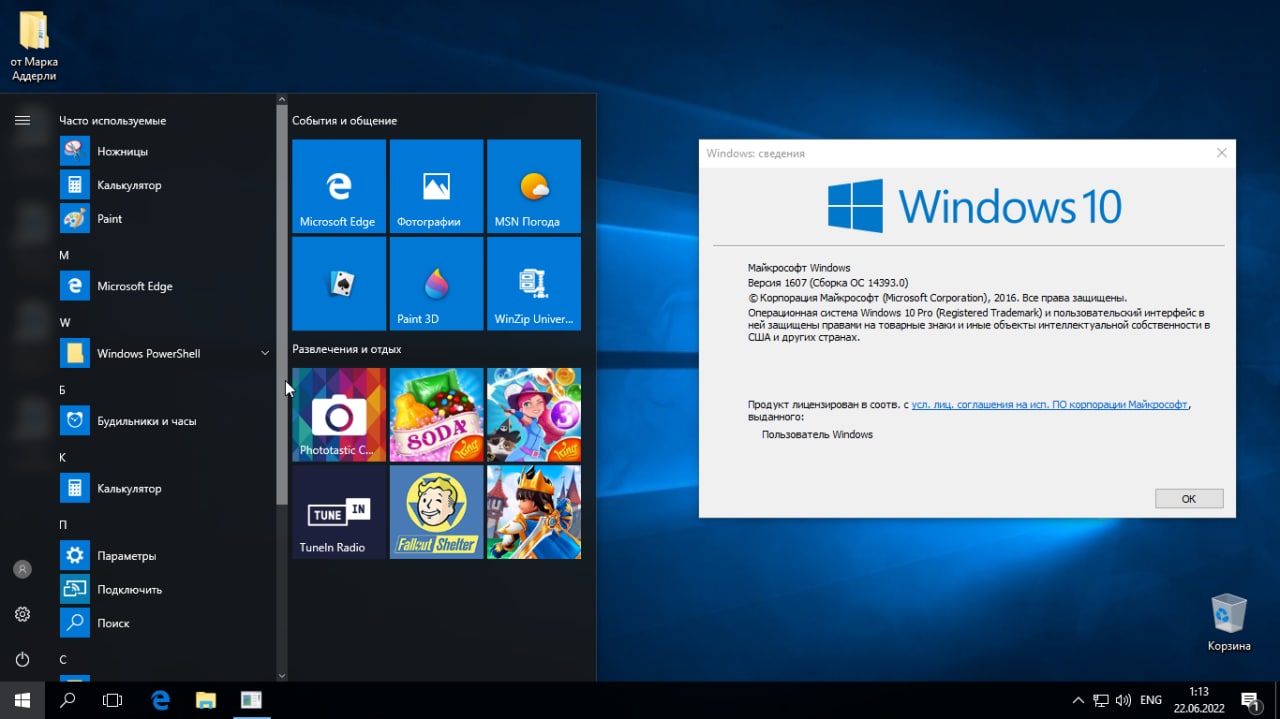 от Марка
Аддерли
Часто используемые
Ножницы
Калькулятор
Paint
M
Microsoft Edge
W
Windows PowerShell
Б
Будильники и часы
К
Калькулятор
П
Параметры
Подключить
Поиск
С
События и общение
Microsoft Edge
Фотографии
MSN Погода
Paint 3D
WinZip Univer...
Развлечения и отдых
Phototastic C...
SODA
King
3
King
TUNE IN
TuneIn Radio
Fallout Shelter
Windows: сведения
Windows 10
Майкрософт Windows
Версия 1607 (Сборка ОС 14393.0)
© Корпорация Майкрософт (Microsoft Corporation), 2016. Все права защищены.
Операционная система Windows 10 Pro (Registered Trademark) и пользовательский интерфейс в
ней защищены правами на товарные знаки и иные объекты интеллектуальной собственности в
США и других странах.
Продукт лицензирован в соотв. с усл. лиц. соглашения на исп. ПО корпорации Майкрософт,
выданного:
Пользователь Windows
ОК
Корзина
ENG
1:13
22.06.2022
1